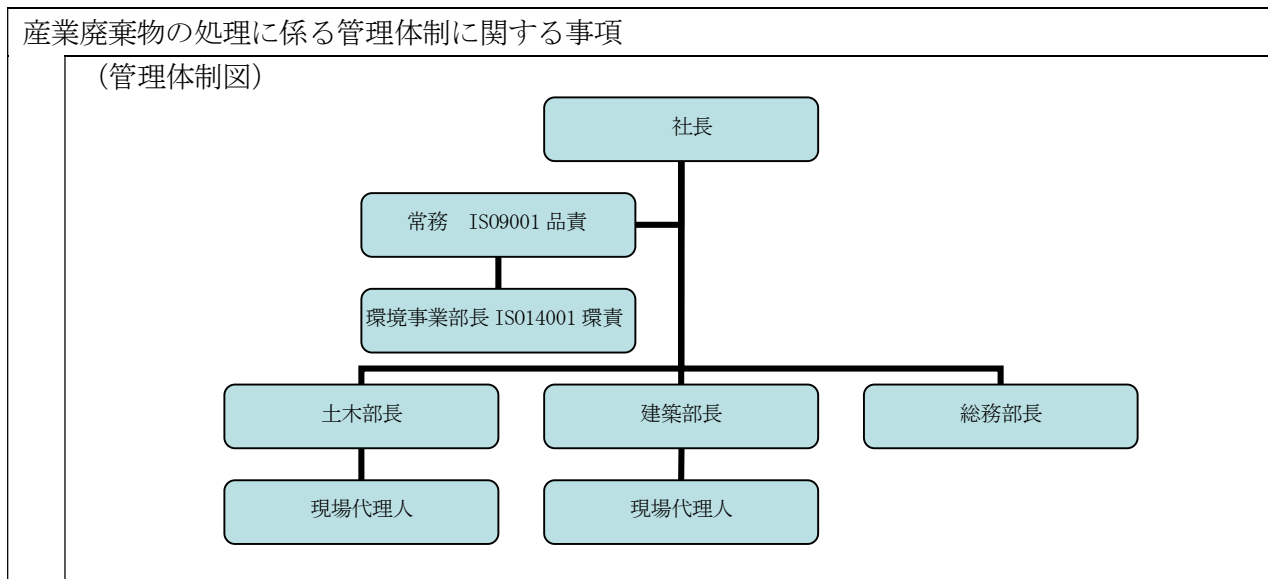 産業廃棄物の処理に係る管理体制に関する事項
（管理体制図）
社長
常務　ISO9001 品責
環境事業部長 ISO14001 環責
土木部長
建築部長
総務部長
現場代理人
現場代理人